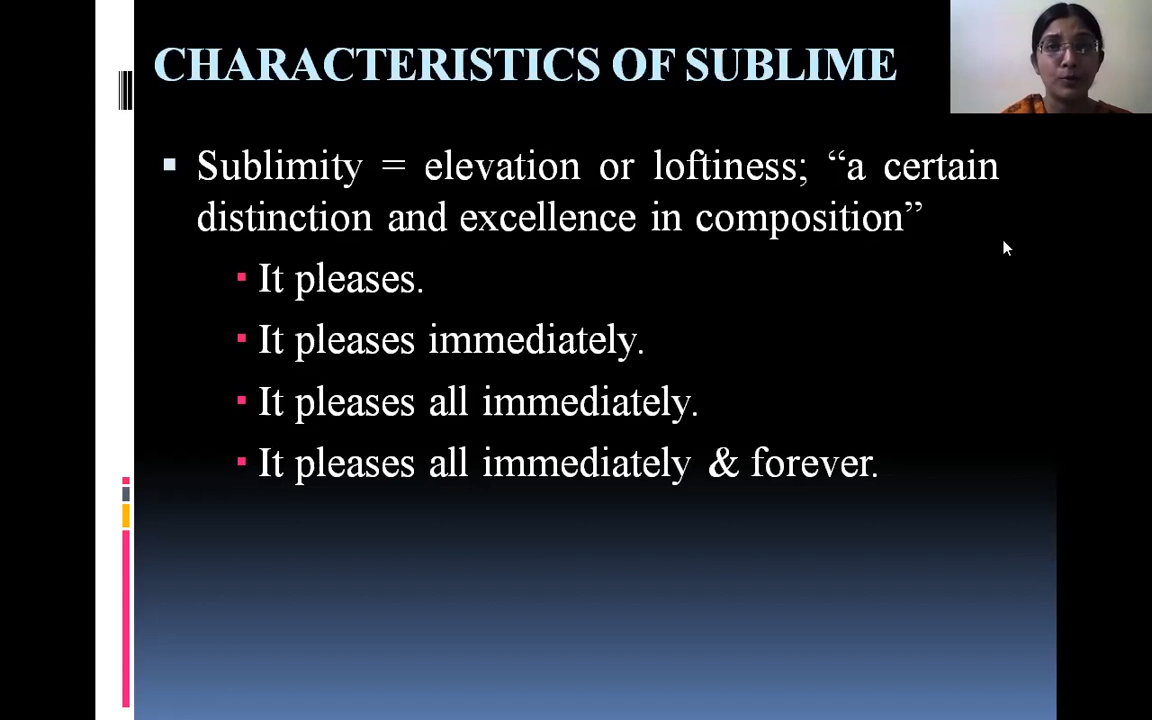 CHARACTERISTICS OF SUBLIME
Sublimity = elevation or loftiness; “a certain
distinction and excellence in composition”
It pleases.
It pleases immediately.
It pleases all immediately.
It pleases all immediately & forever.